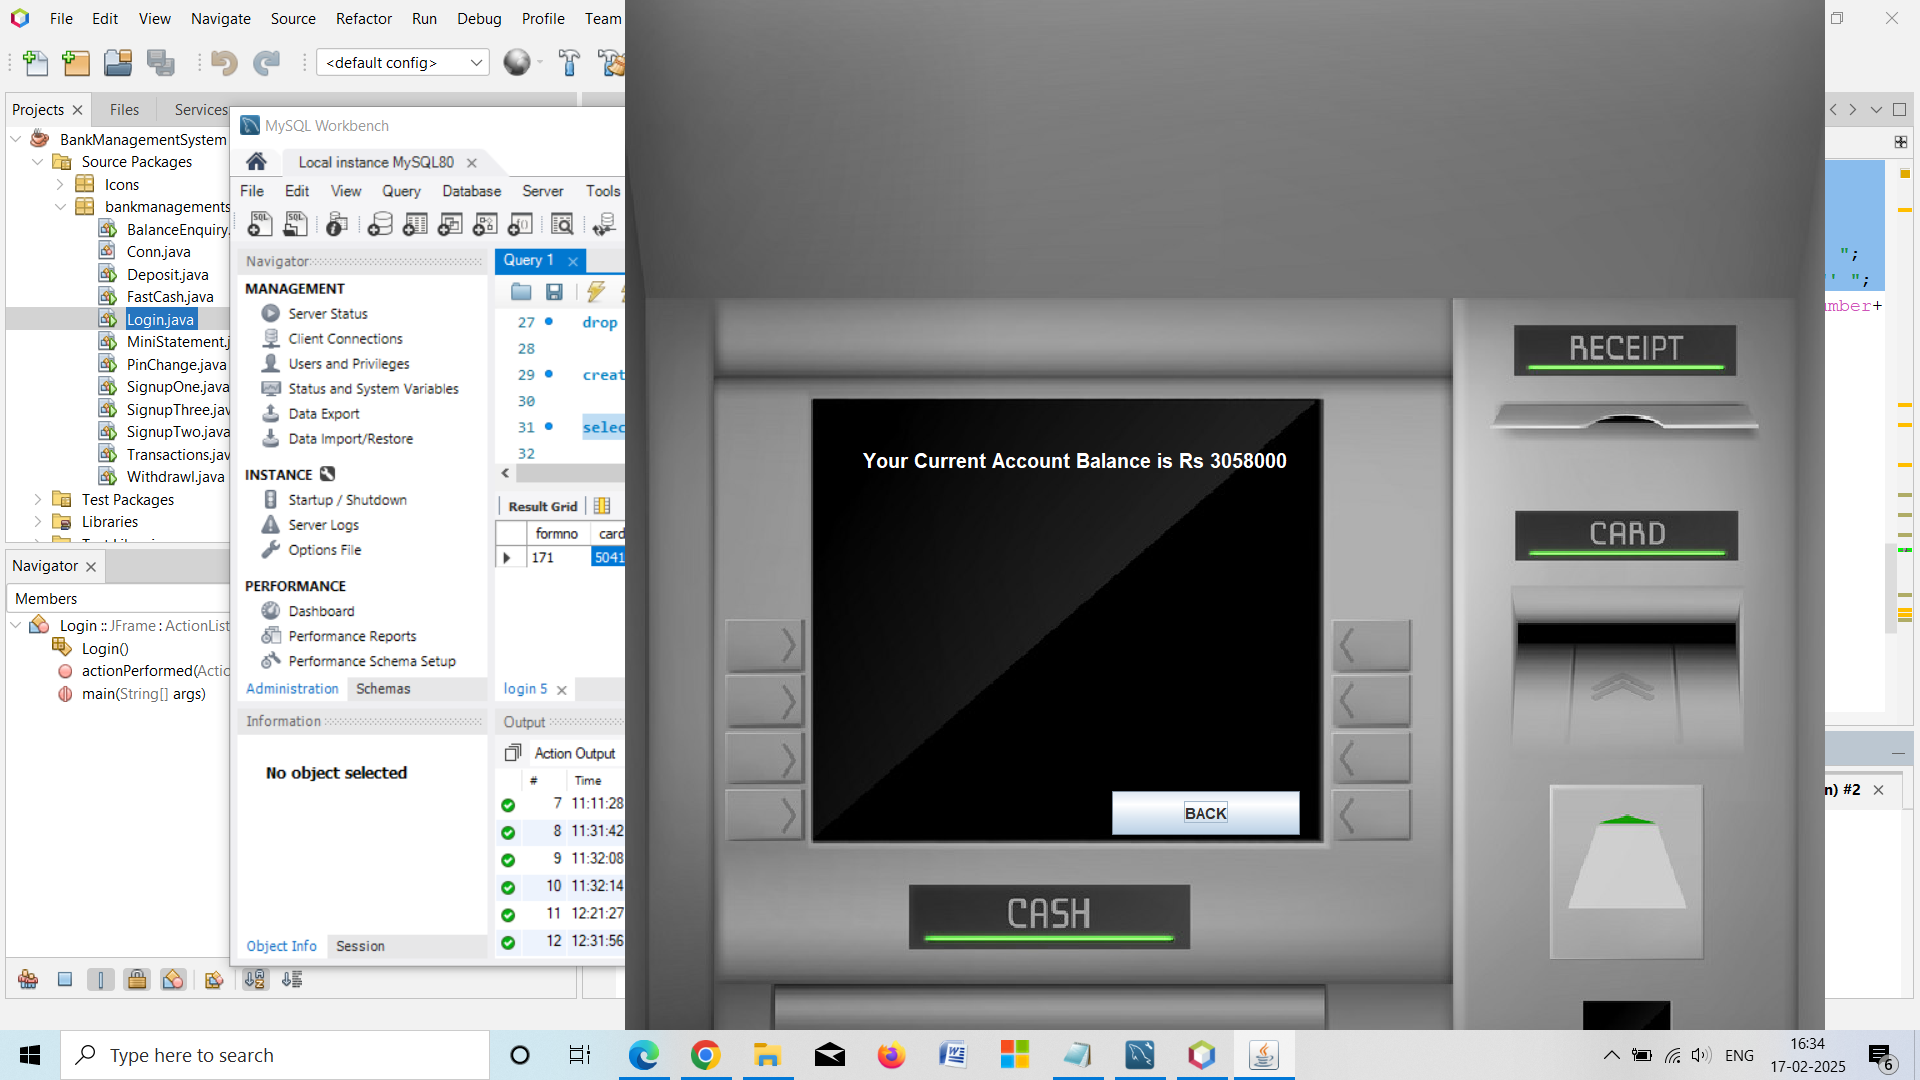 File Edit View Navigate Source Refactor Run Debug Profile Team
<default config>
Projects Files Services
BankManagementSystem
Source Packages
Icons
bankmanagements
BalanceEnquiry.
Conn.java
Deposit.java
FastCash.java
Login.java
MiniStatement.j
PinChange.java
SignupOne.java
SignupThree.jav
SignupTwo.java
Transactions.jav
Withdrawl.java
Test Packages
Libraries
Navigator
Members
Login :: JFrame : ActionList
Login()
actionPerformed(Actio
main(String[] args)
MySQL Workbench
Local instance MySQL80
File Edit View Query Database Server Tools
Navigator
MANAGEMENT
Server Status
Client Connections
Users and Privileges
Status and System Variables
Data Export
Data Import/Restore
INSTANCE
Startup / Shutdown
Server Logs
Options File
PERFORMANCE
Dashboard
Performance Reports
Performance Schema Setup
Administration Schemas
Information
No object selected
Object Info Session
Query 1
27 drop
28
29 creat
30
31 selec
32
Result Grid
formno card
171 5041
login 5
Output
Action Output
# Time
7 11:11:28
8 11:31:42
9 11:32:08
10 11:32:14
11 12:21:27
12 12:31:56
Your Current Account Balance is Rs 3058000
BACK
CASH
RECEIPT
CARD
";
' ";
umber+
n) #2
Type here to search
ENG
16:34
17-02-2025
6